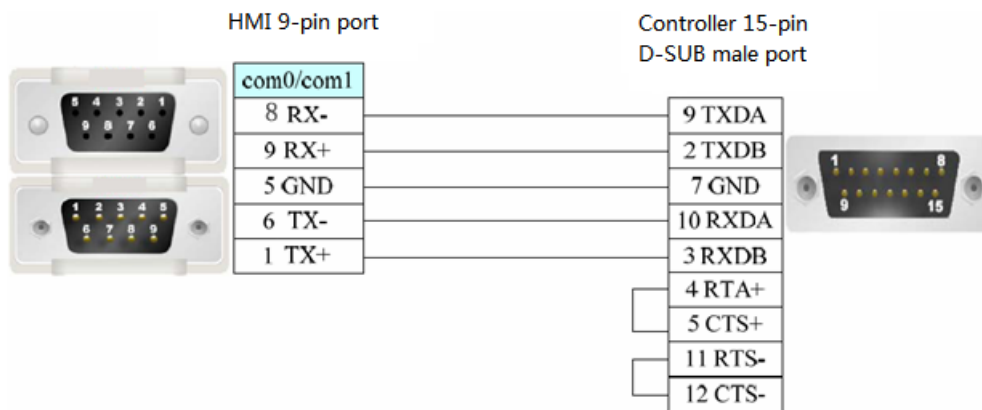 HMI 9-pin port
Controller 15-pin
D-SUB male port
com0/com1
8 RX-
9 RX+
5 GND
6 TX-
1 TX+
9 TXDA
2 TXDB
7 GND
10 RXDA
3 RXDB
4 RTA+
5 CTS+
11 RTS-
12 CTS-
5 4 3 2 1
9 8 7 6
1 2 3 4 5
6 7 8 9
1 8
9 15